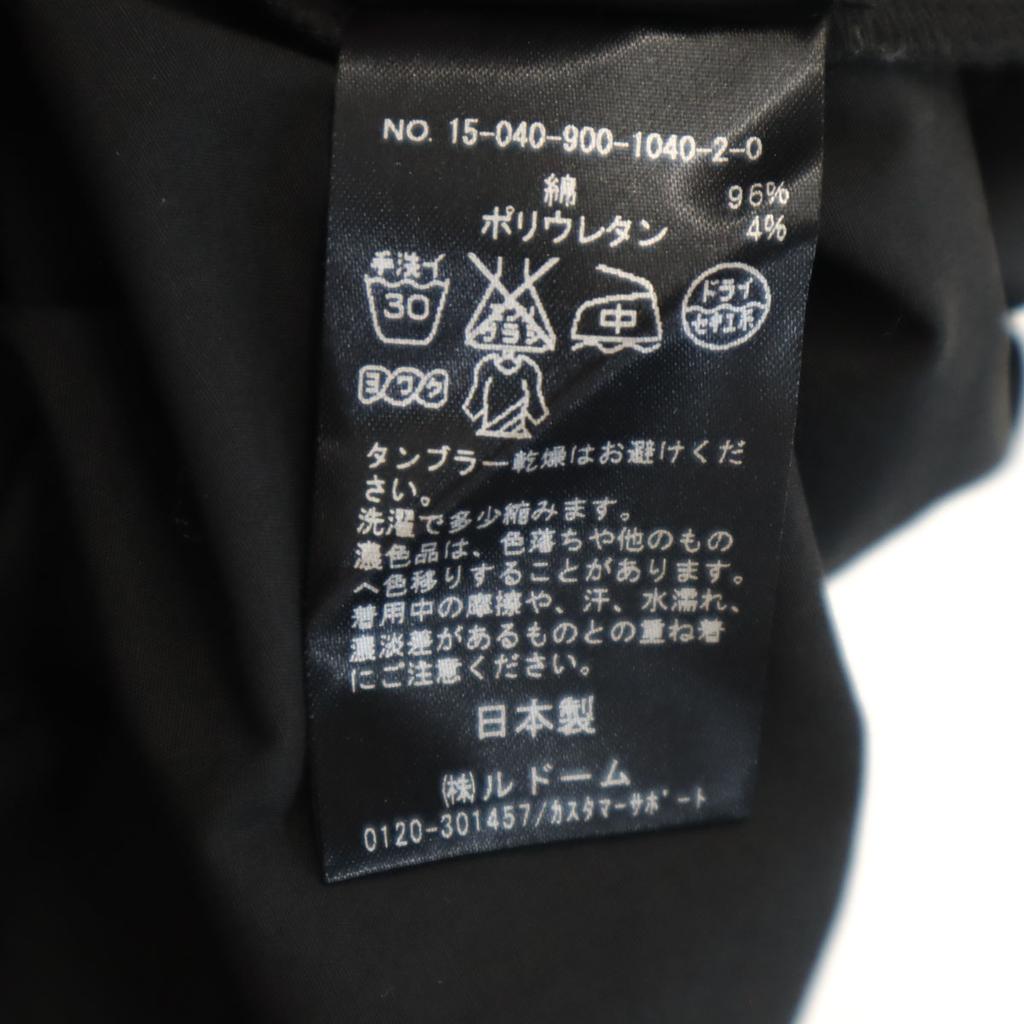 NO. 15-040-900-1040-2-0
綿 96%
ポリウレタン 4%
手洗イ
30
エンソサラシ
中
ドライ
セキユ系
ヨワク
タンブラー乾燥はお避けくだ
さい。
洗濯で多少縮みます。
濃色品は、色落ちや他のもの
へ色移りすることがあります。
着用中の摩擦や、汗、水濡れ、
濃淡差があるものとの重ね着
にご注意ください。
日本製
(株)ルドーム
0120-301457/カスタマーサポート